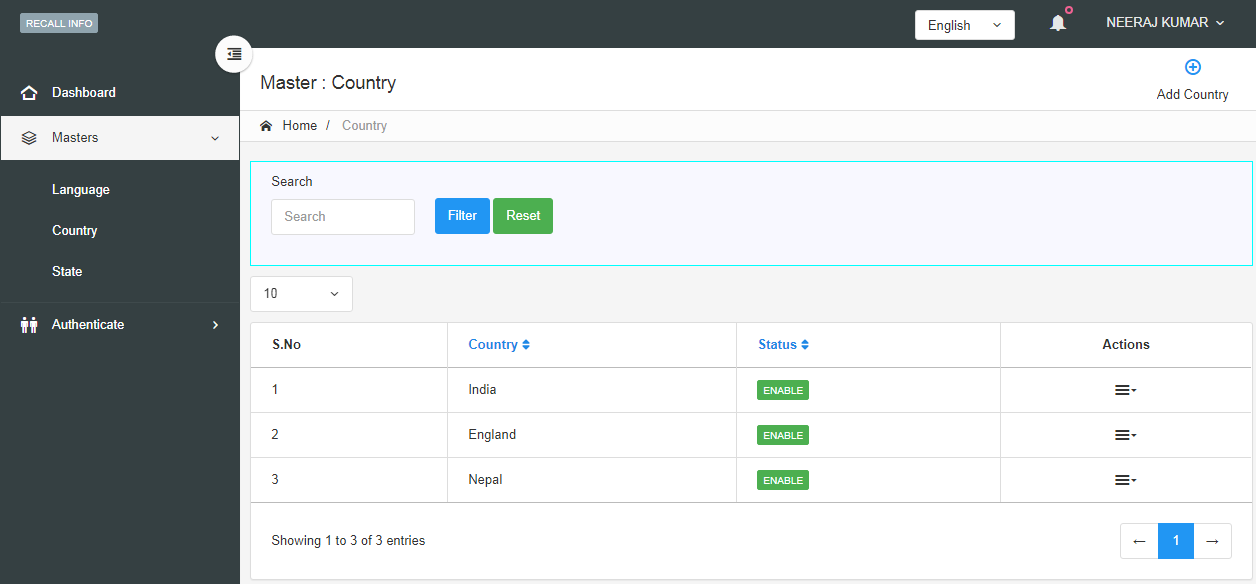 RECALL INFO
English
NEERAJ KUMAR
Dashboard
Masters
Language
Country
State
Authenticate
Master : Country
Add Country
Home / Country
Search
Search Filter Reset
10
S.No Country Status Actions
1 India ENABLE
2 England ENABLE
3 Nepal ENABLE
Showing 1 to 3 of 3 entries
← 1 →